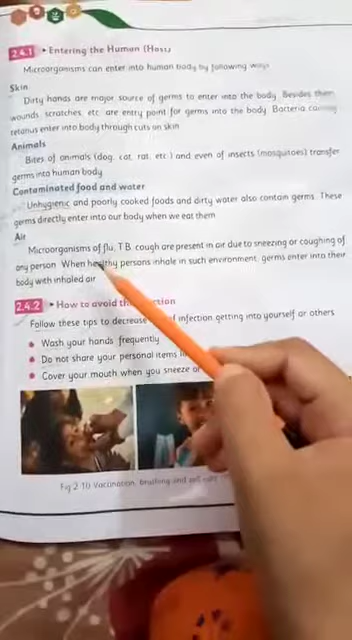 2.4.1 • Entering the Human (Host)
Microorganisms can enter into human body by following ways
Skin
Dirty hands are major source of germs to enter into the body. Besides them
wounds, scratches, etc. are entry point for germs into the body. Bacteria causing
tetanus enter into body through cuts on skin
Animals
Bites of animals (dog, cat, rat, etc.) and even of insects (mosquitoes) transfer
germs into human body
Contaminated food and water
Unhygienic and poorly cooked foods and dirty water also contain germs. These
germs directly enter into our body when we eat them
Air
Microorganisms of flu, T.B. cough are present in air due to sneezing or coughing of
any person. When healthy persons inhale in such environment, germs enter into their
body with inhaled air
2.4.2 • How to avoid the
Follow these tips to decrease of infection getting into yourself or others
• Wash your hands frequently
• Do not share your personal items
• Cover your mouth when you sneeze or
Fig 2.10 Vaccination, brushing and